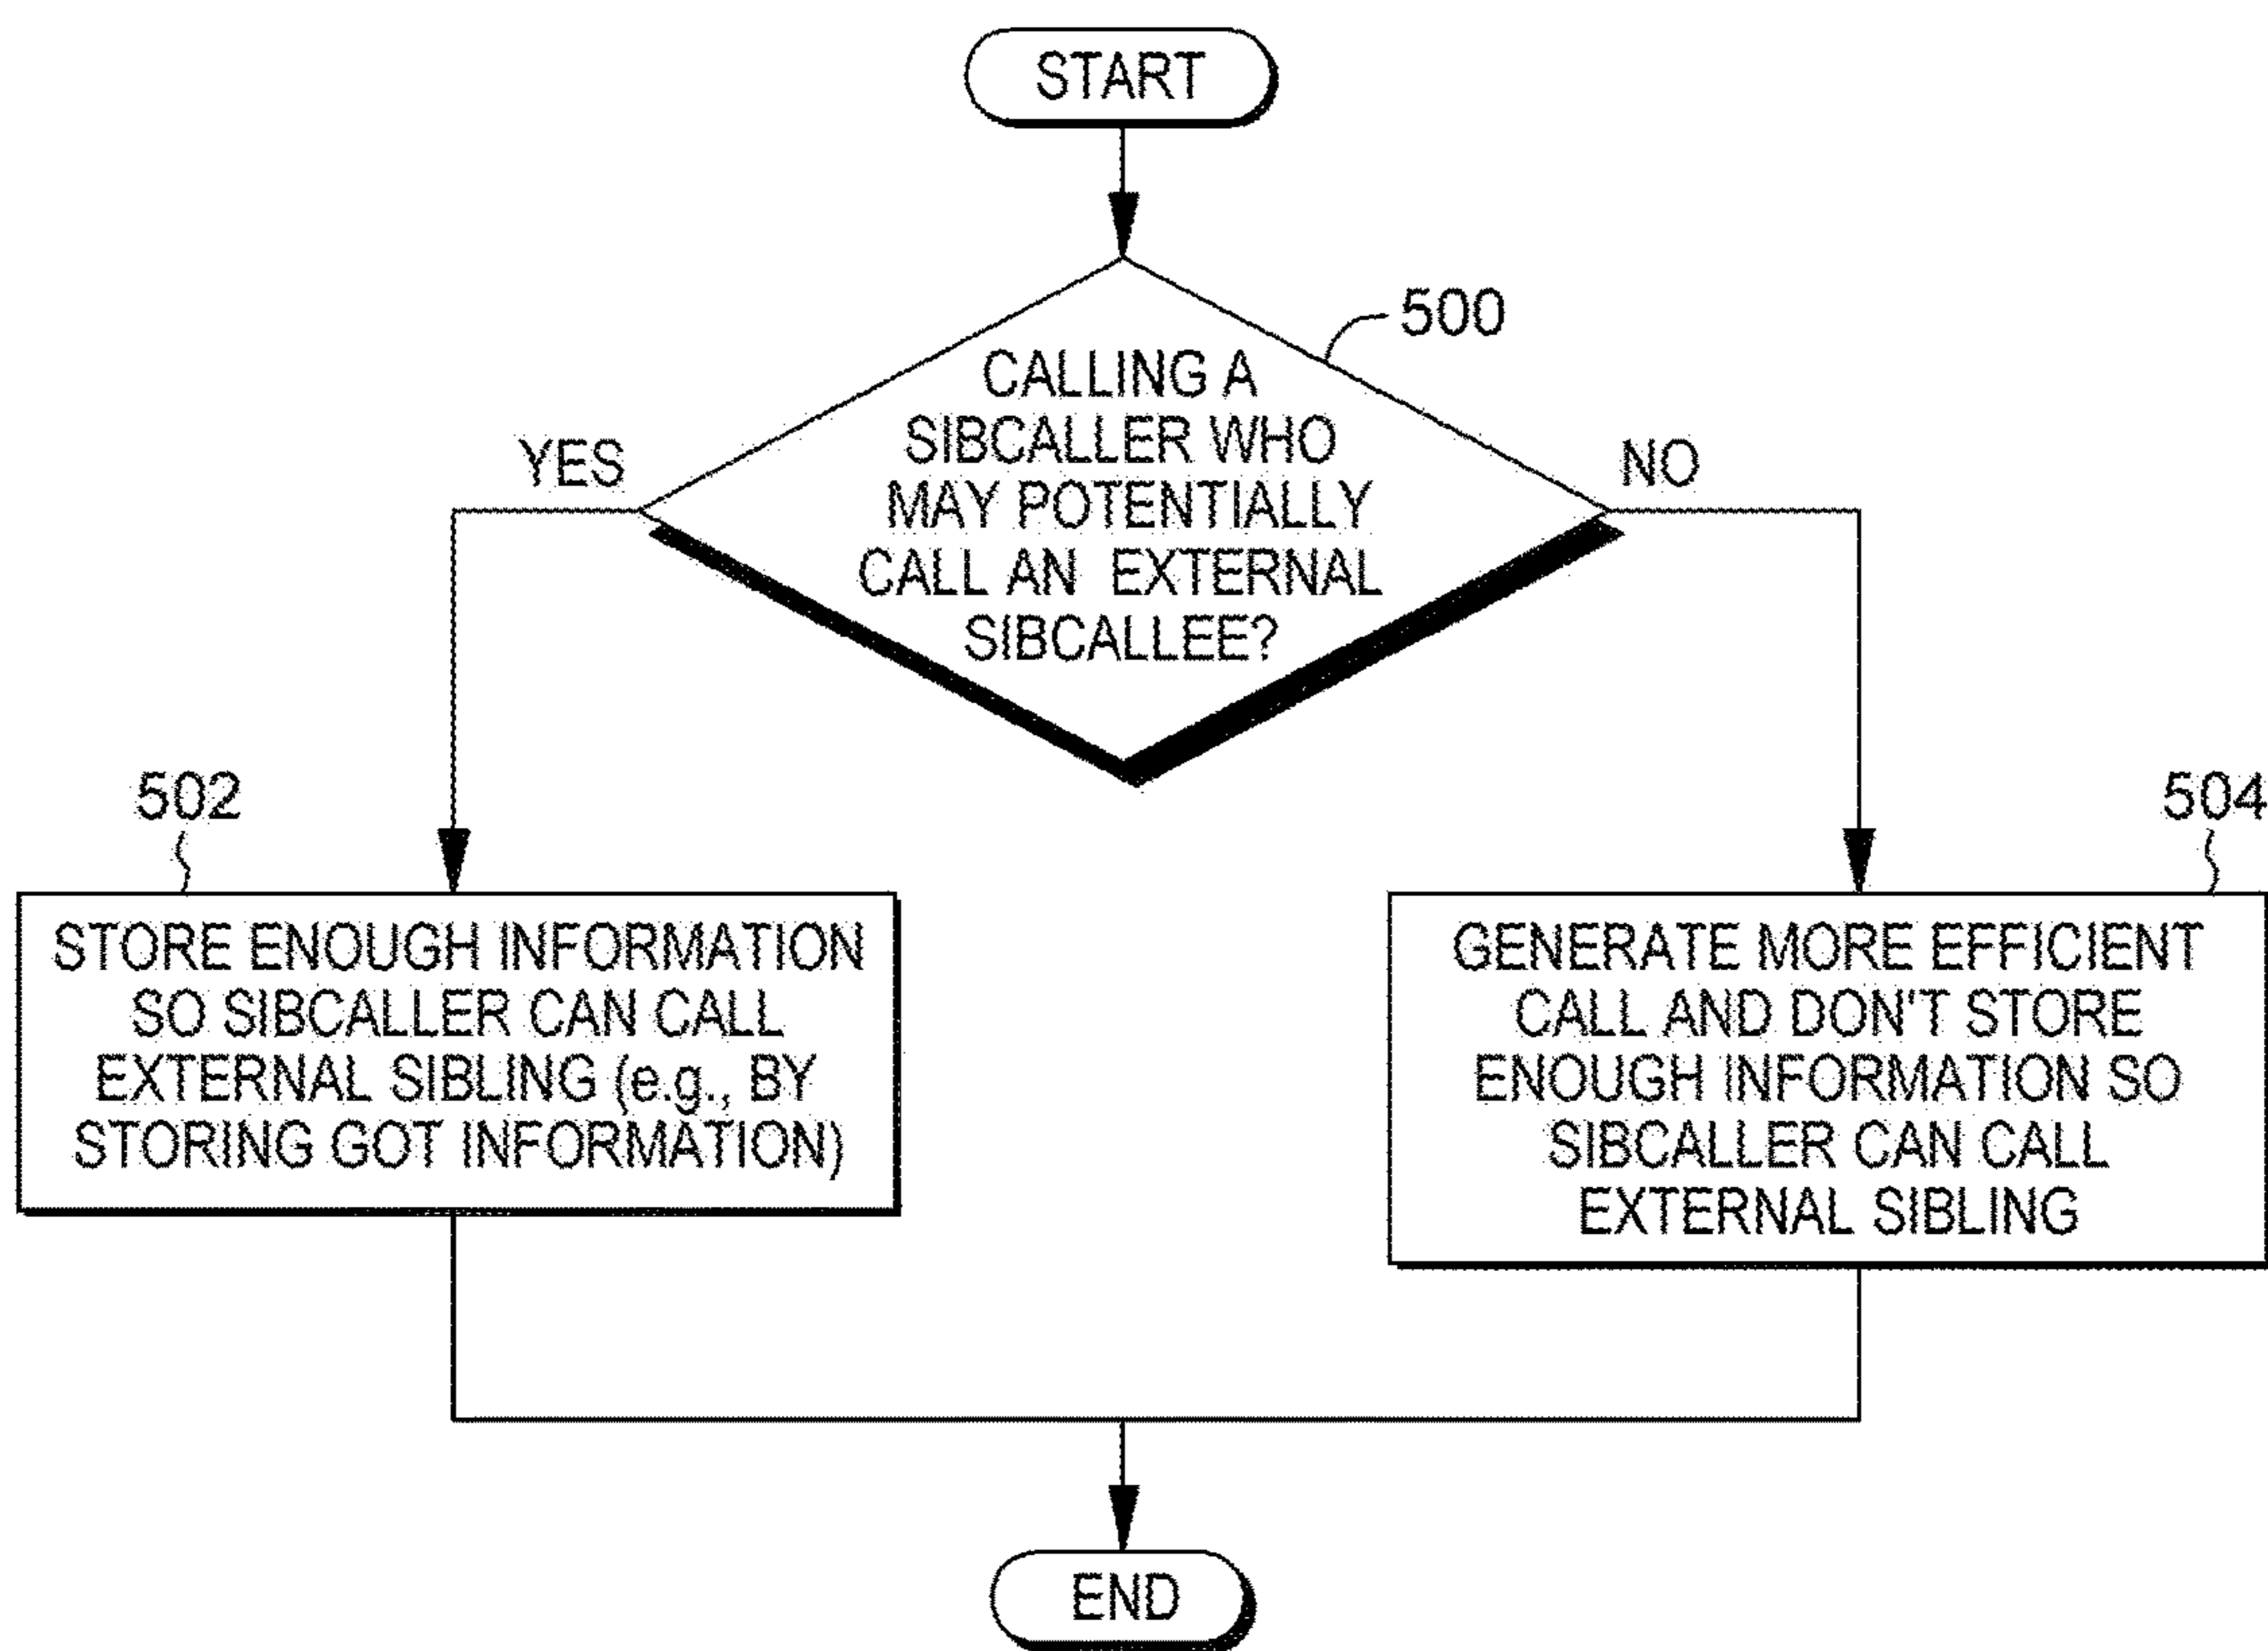 START
500
CALLING A
SIBCALLER WHO
MAY POTENTIALLY
CALL AN EXTERNAL
SIBCALLEE?
YES
NO
502
STORE ENOUGH INFORMATION
SO SIBCALLER CAN CALL
EXTERNAL SIBLING (e.g., BY
STORING GOT INFORMATION)
504
GENERATE MORE EFFICIENT
CALL AND DON'T STORE
ENOUGH INFORMATION SO
SIBCALLER CAN CALL
EXTERNAL SIBLING
END